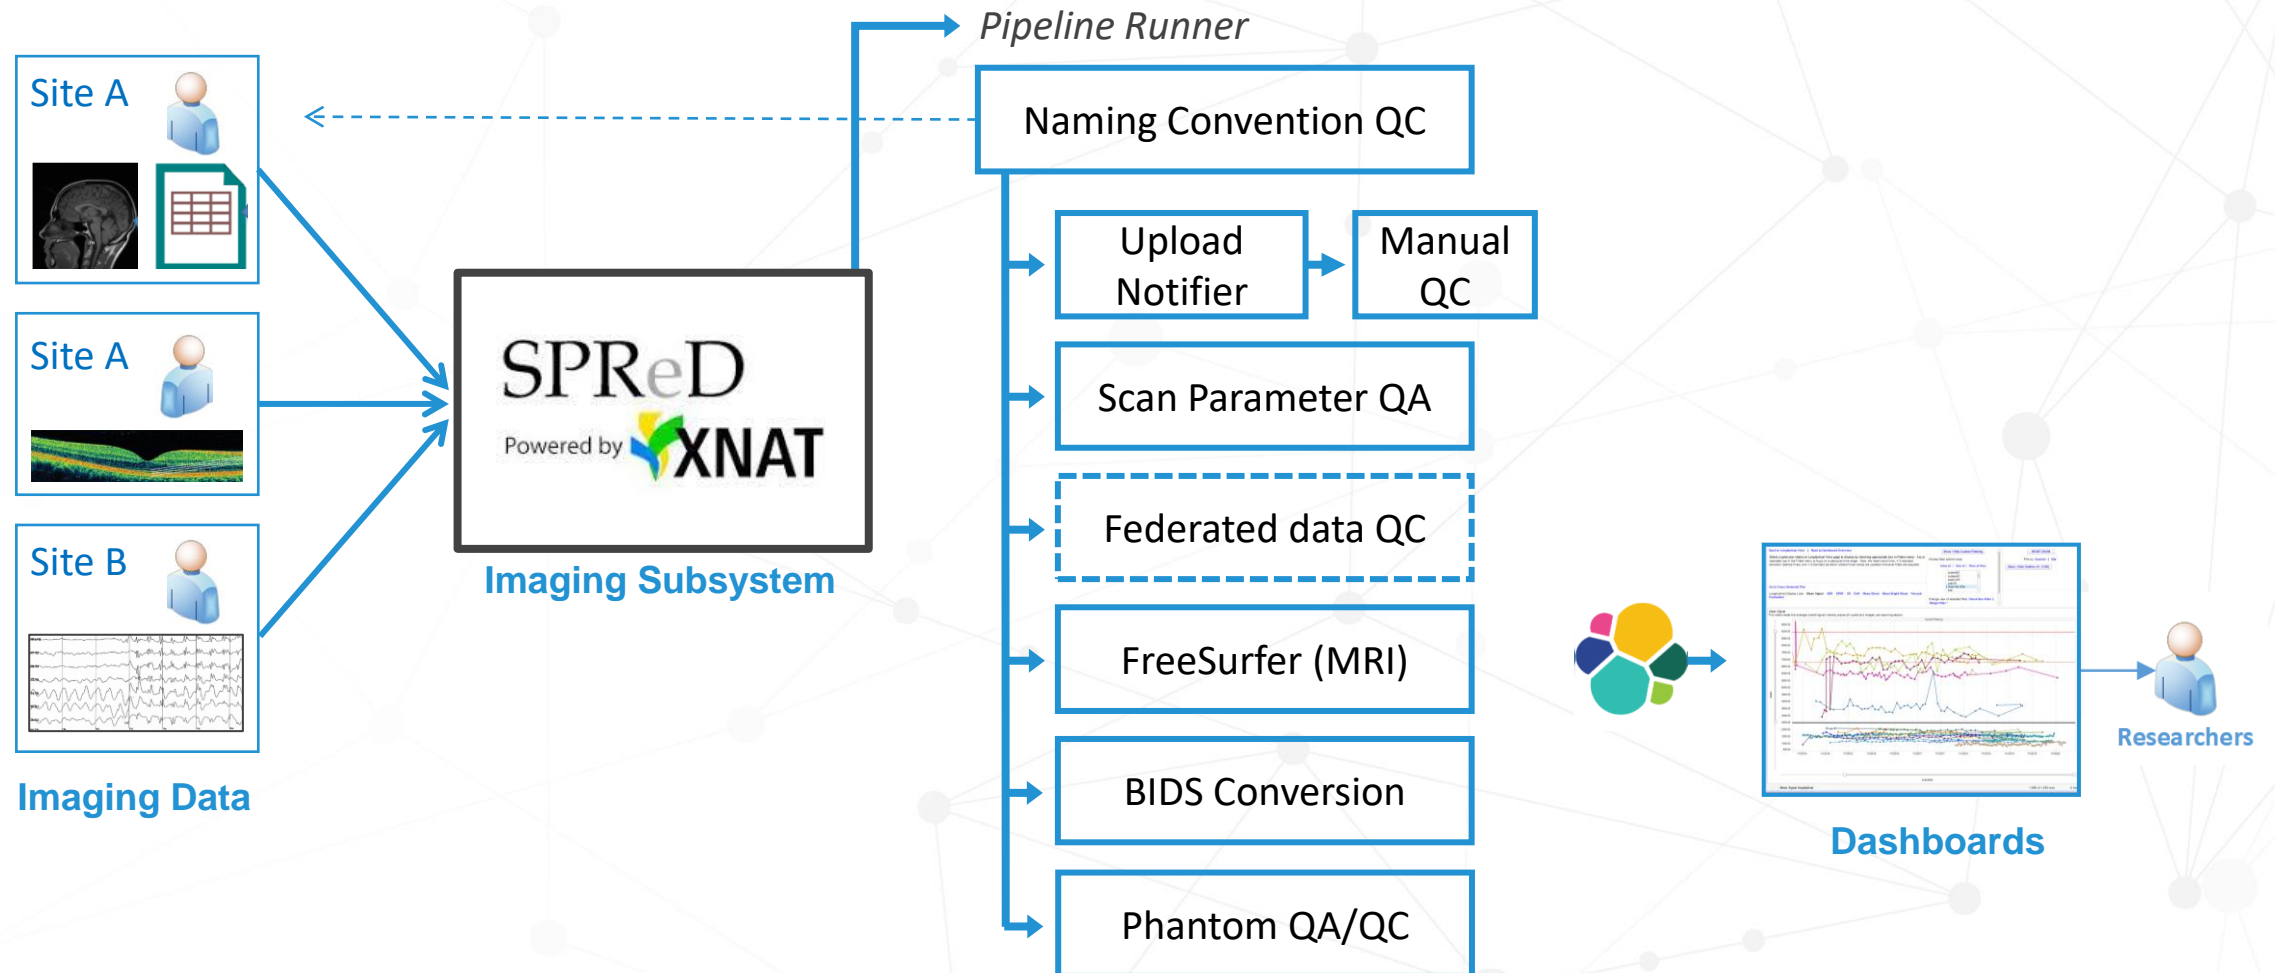 Pipeline Runner
Site A
Naming Convention QC
Upload
Notifier
Manual
QC
Site A
SPReD
Powered by XNAT
Scan Parameter QA
Imaging Subsystem
Federated data QC
Site B
FreeSurfer (MRI)
Researchers
Imaging Data
BIDS Conversion
Dashboards
Phantom QA/QC